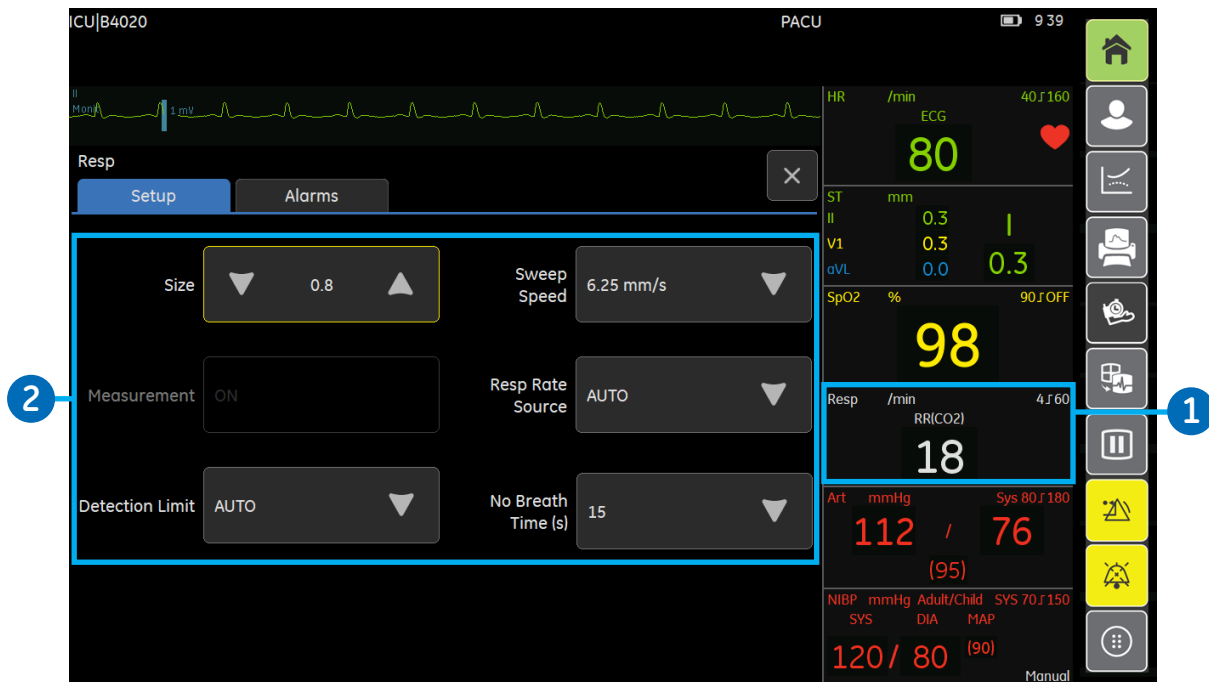 ICU|B4020 PACU 9 39
II
Moni 1 mV
Resp
Setup Alarms
Size 0.8
Sweep Speed 6.25 mm/s
Measurement ON
Resp Rate Source AUTO
Detection Limit AUTO
No Breath Time (s) 15
HR /min 40 160
ECG
80
ST mm
II 0.3
V1 0.3
aVL 0.0
0.3
SpO2 % 90 OFF
98
Resp /min 4 60
RR(CO2)
18
Art mmHg Sys 80 180
112 / 76
(95)
NIBP mmHg Adult/Child SYS 70 150
SYS DIA MAP
120 / 80 (90)
Manual
2
1